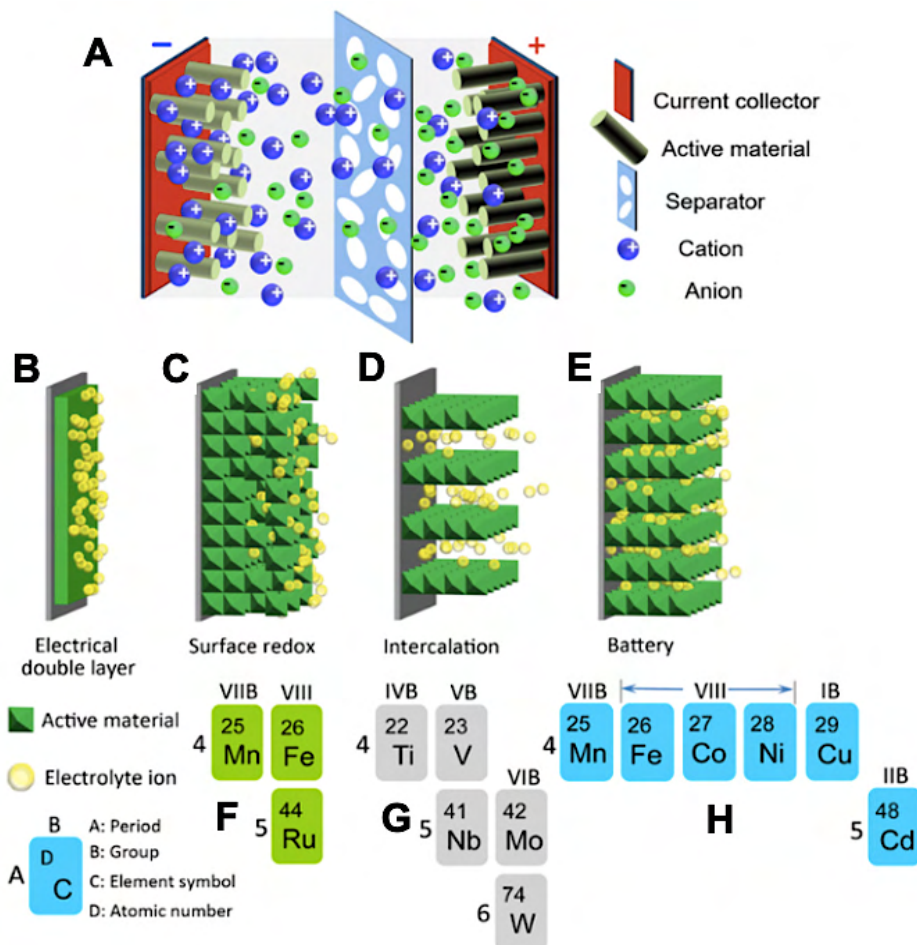 A
−
+
Current collector
Active material
Separator
Cation
Anion
B
C
D
E
Electrical
double layer
Surface redox
Intercalation
Battery
Active material
Electrolyte ion
B
A
D
C
A: Period
B: Group
C: Element symbol
D: Atomic number
VIIB VIII
4
25
Mn
26
Fe
F
5
44
Ru
IVB VB
4
22
Ti
23
V
VIB
G
5
41
Nb
42
Mo
6
74
W
VIIB VIII IB
4
25
Mn
26
Fe
27
Co
28
Ni
29
Cu
H
IIB
5
48
Cd